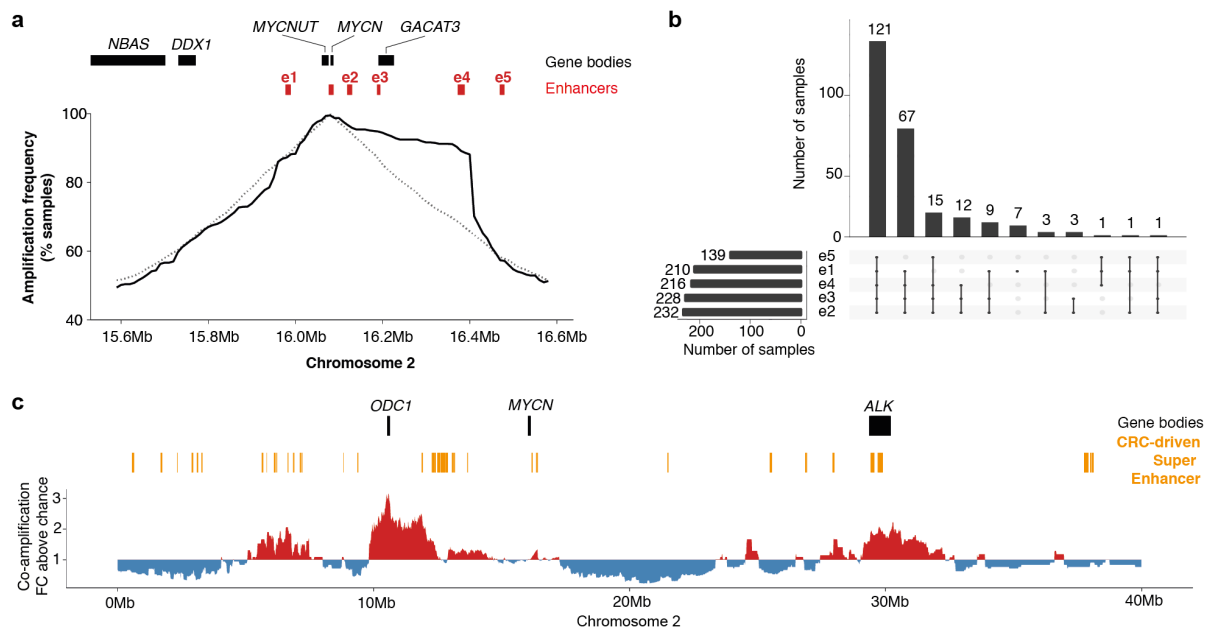 a
MYCNUT MYCN GACAT3
NBAS DDX1
Gene bodies
e1 e2 e3 e4 e5
Enhancers
Amplification frequency
(% samples)
100
80
60
40
15.6Mb 15.8Mb 16.0Mb 16.2Mb 16.4Mb 16.6Mb
Chromosome 2
b
Number of samples
100
50
0
121 67 15 12 9 7 3 3 1 1 1
139 e5
210 e1
216 e4
228 e3
232 e2
200 100 0
Number of samples
c
ODC1 MYCN ALK
Gene bodies
CRC-driven
Super
Enhancer
Co-amplification
FC above chance
3
2
1
0Mb 10Mb 20Mb 30Mb 40Mb
Chromosome 2